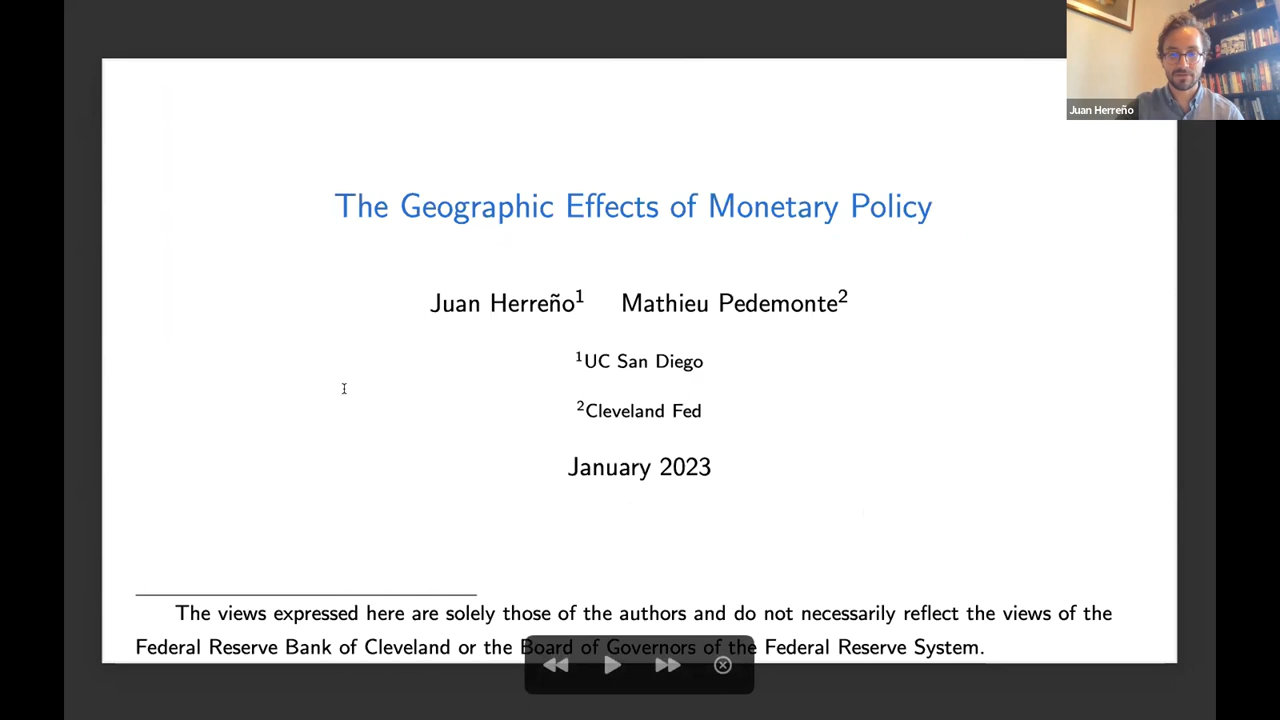 Juan Herreño
The Geographic Effects of Monetary Policy
Juan Herreño¹ Mathieu Pedemonte²
¹UC San Diego
²Cleveland Fed
January 2023
The views expressed here are solely those of the authors and do not necessarily reflect the views of the
Federal Reserve Bank of Cleveland or the Board of Governors of the Federal Reserve System.